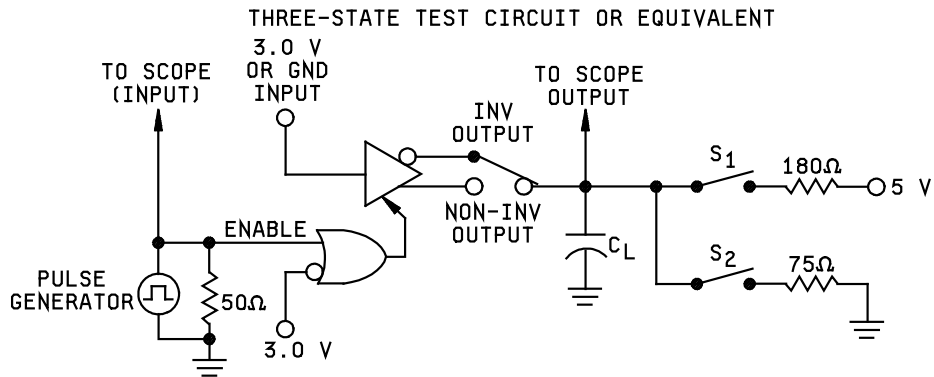 THREE-STATE TEST CIRCUIT OR EQUIVALENT
3.0 V
OR GND
INPUT
TO SCOPE
(INPUT)
TO SCOPE
OUTPUT
INV
OUTPUT
S1
180Ω
5 V
NON-INV
OUTPUT
ENABLE
CL
S2
75Ω
PULSE
GENERATOR
50Ω
3.0 V